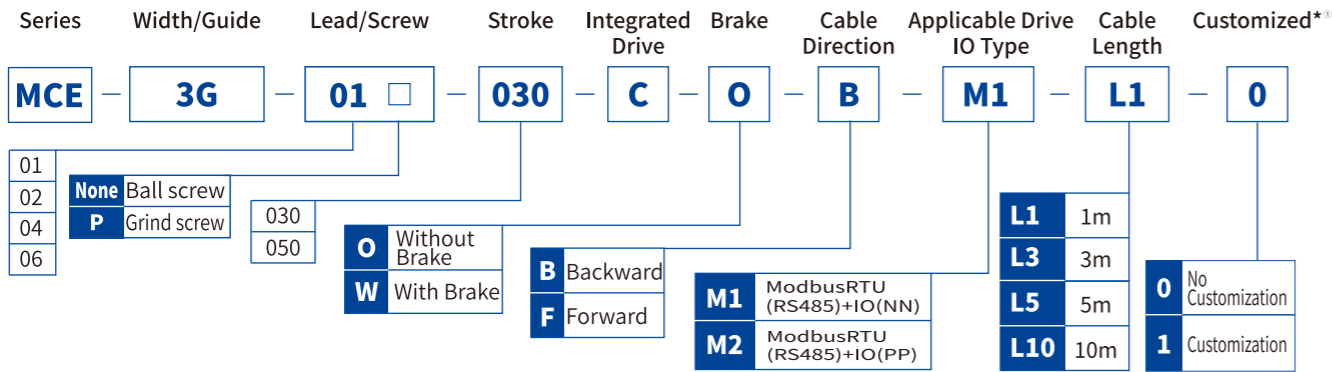 Series
Width/Guide
Lead/Screw
Stroke
Integrated
Drive
Brake
Cable
Direction
Applicable Drive
IO Type
Cable
Length
Customized*①
MCE – 3G – 01 □ – 030 – C – O – B – M1 – L1 – 0
01
02
04
06
None Ball screw
P Grind screw
030
050
O Without
Brake
W With Brake
B Backward
F Forward
M1 ModbusRTU
(RS485)+IO(NN)
M2 ModbusRTU
(RS485)+IO(PP)
L1 1m
L3 3m
L5 5m
L10 10m
0 No
Customization
1 Customization